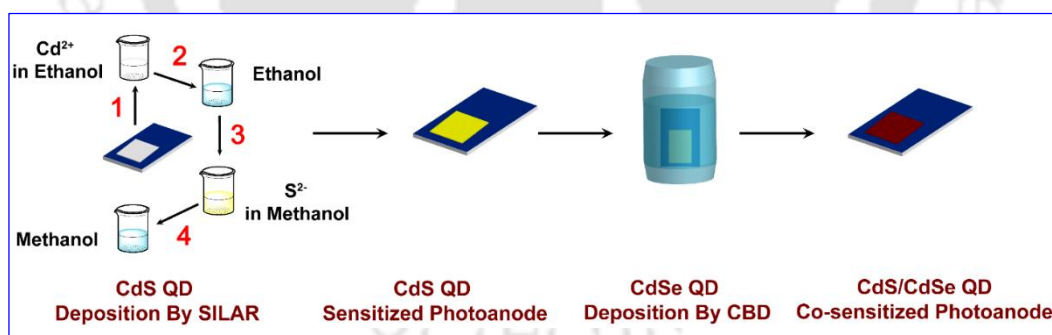 Cd²⁺
in Ethanol
1
2
Ethanol
3
S²⁻
in Methanol
4
Methanol
CdS QD
Deposition By SILAR
CdS QD
Sensitized Photoanode
CdSe QD
Deposition By CBD
CdS/CdSe QD
Co-sensitized Photoanode